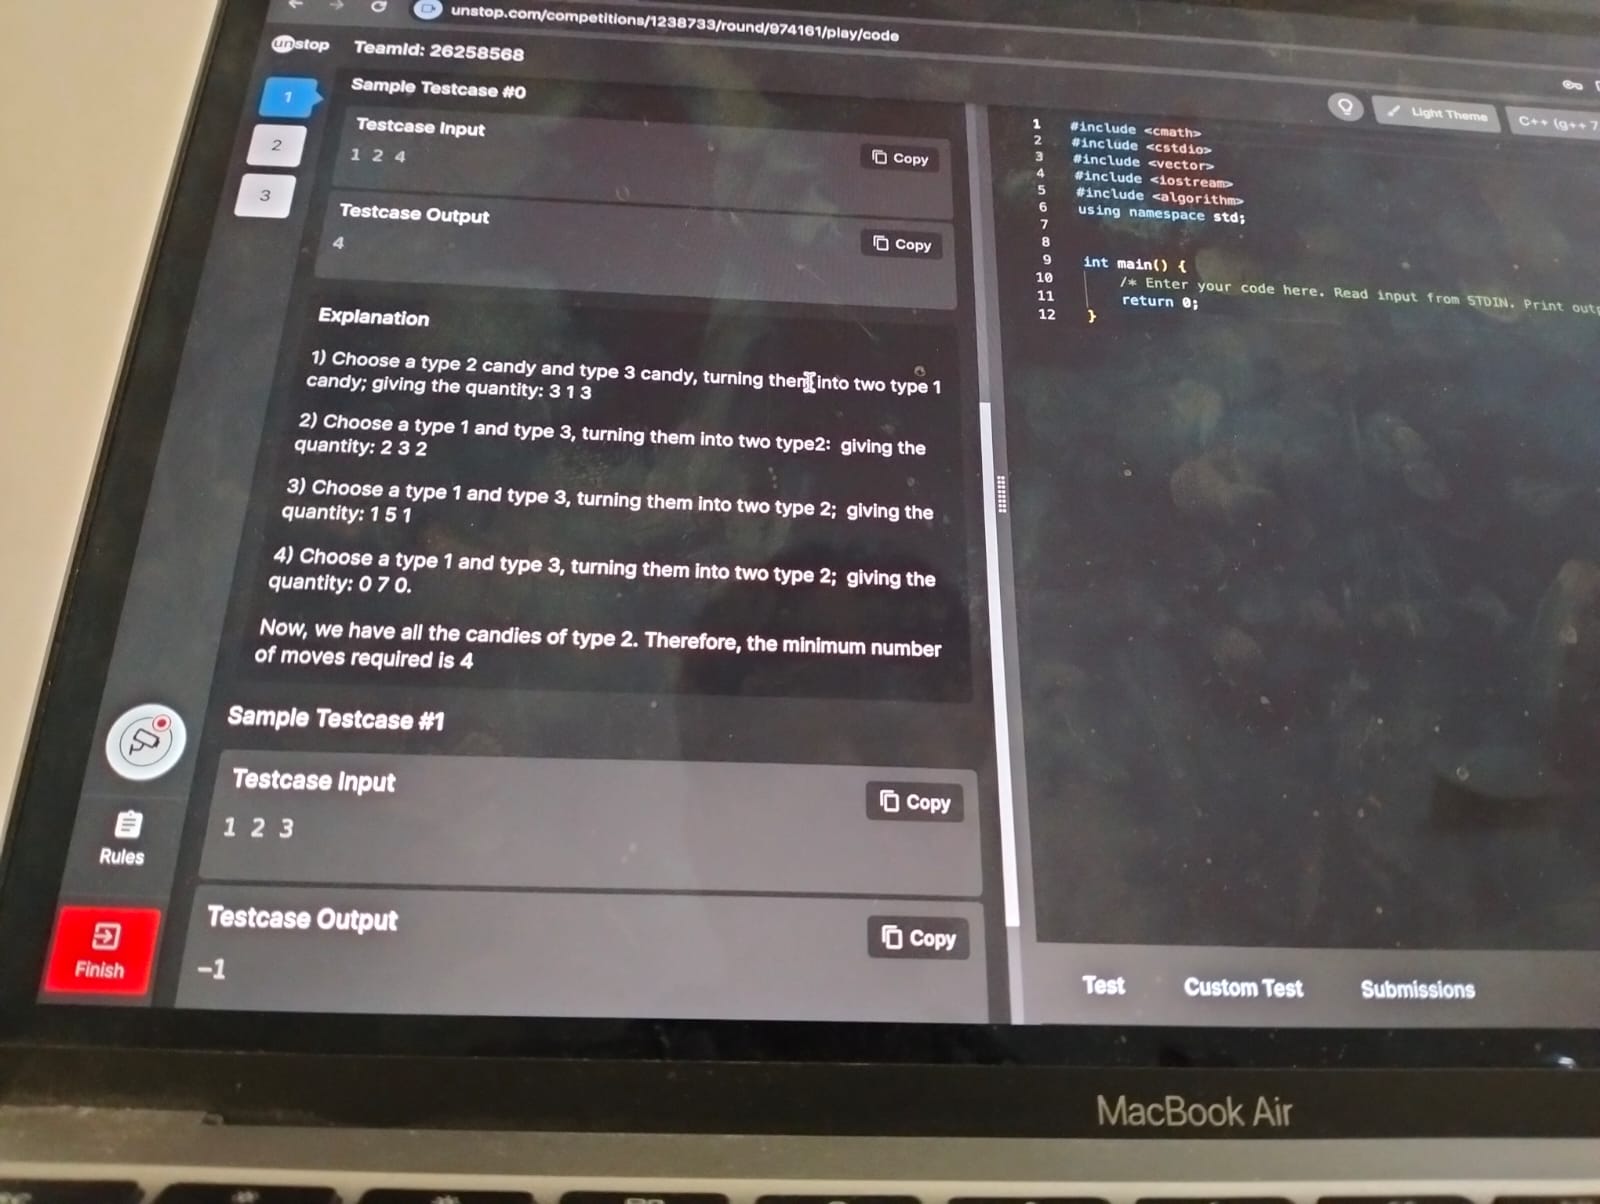 unstop.com/competitions/1238733/round/974161/play/code
unstop
TeamId: 26258568
1
2
3
Sample Testcase #0
Testcase Input
Copy
1 2 4
Testcase Output
Copy
4
Explanation
1) Choose a type 2 candy and type 3 candy, turning them into two type 1
candy; giving the quantity: 3 1 3
2) Choose a type 1 and type 3, turning them into two type2: giving the
quantity: 2 3 2
3) Choose a type 1 and type 3, turning them into two type 2; giving the
quantity: 1 5 1
4) Choose a type 1 and type 3, turning them into two type 2; giving the
quantity: 0 7 0.
Now, we have all the candies of type 2. Therefore, the minimum number
of moves required is 4
Sample Testcase #1
Testcase Input
Copy
1 2 3
Testcase Output
Copy
-1
Rules
Finish
Light Theme
C++ (g++ 7
1 #include <cmath>
2 #include <cstdio>
3 #include <vector>
4 #include <iostream>
5 #include <algorithm>
6 using namespace std;
7
8
9 int main() {
10 /* Enter your code here. Read input from STDIN. Print
11 return 0;
12 }
Test
Custom Test
Submissions
MacBook Air